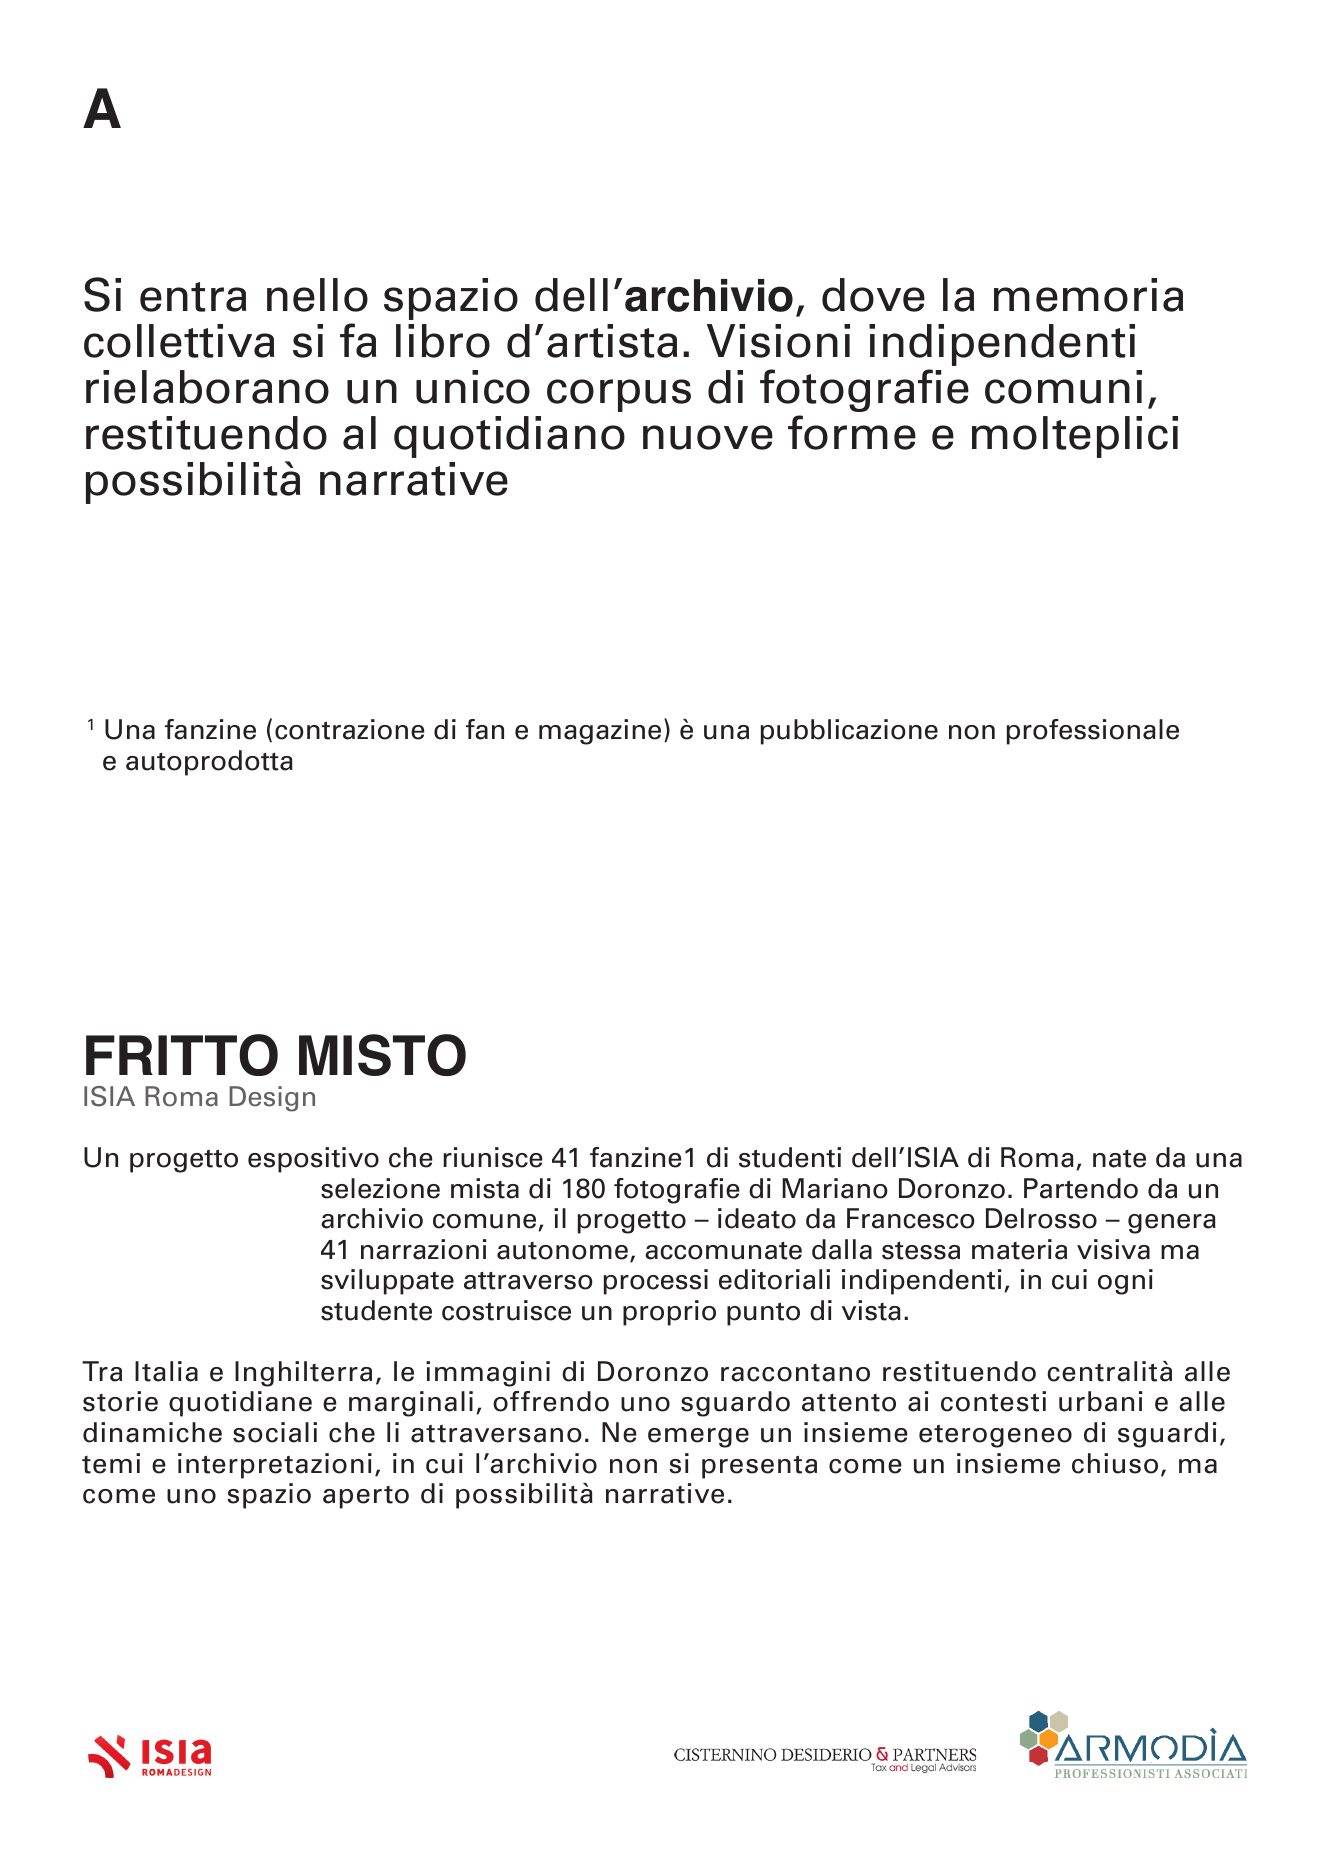 A
Si entra nello spazio dell’archivio, dove la memoria
collettiva si fa libro d’artista. Visioni indipendenti
rielaborano un unico corpus di fotografie comuni,
restituendo al quotidiano nuove forme e molteplici
possibilità narrative
¹ Una fanzine (contrazione di fan e magazine) è una pubblicazione non professionale
e autoprodotta
FRITTO MISTO
ISIA Roma Design
Un progetto espositivo che riunisce 41 fanzine1 di studenti dell’ISIA di Roma, nate da una
selezione mista di 180 fotografie di Mariano Doronzo. Partendo da un
archivio comune, il progetto – ideato da Francesco Delrosso – genera
41 narrazioni autonome, accomunate dalla stessa materia visiva ma
sviluppate attraverso processi editoriali indipendenti, in cui ogni
studente costruisce un proprio punto di vista.
Tra Italia e Inghilterra, le immagini di Doronzo raccontano restituendo centralità alle
storie quotidiane e marginali, offrendo uno sguardo attento ai contesti urbani e alle
dinamiche sociali che li attraversano. Ne emerge un insieme eterogeneo di sguardi,
temi e interpretazioni, in cui l’archivio non si presenta come un insieme chiuso, ma
come uno spazio aperto di possibilità narrative.
ISIA
ROMADESIGN
CISTERNINO DESIDERIO & PARTNERS
Tax and Legal Advisors
ARMODÌA
PROFESSIONISTI ASSOCIATI